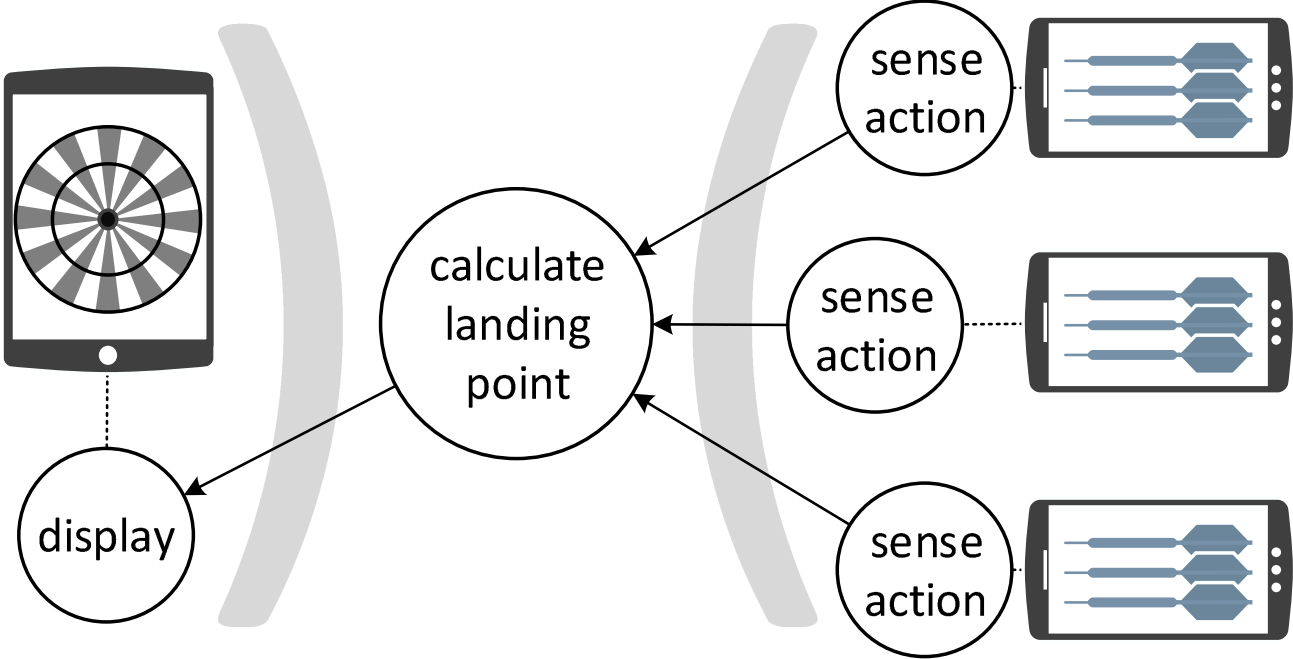 sense
action
calculate
landing
point
sense
action
display
sense
action